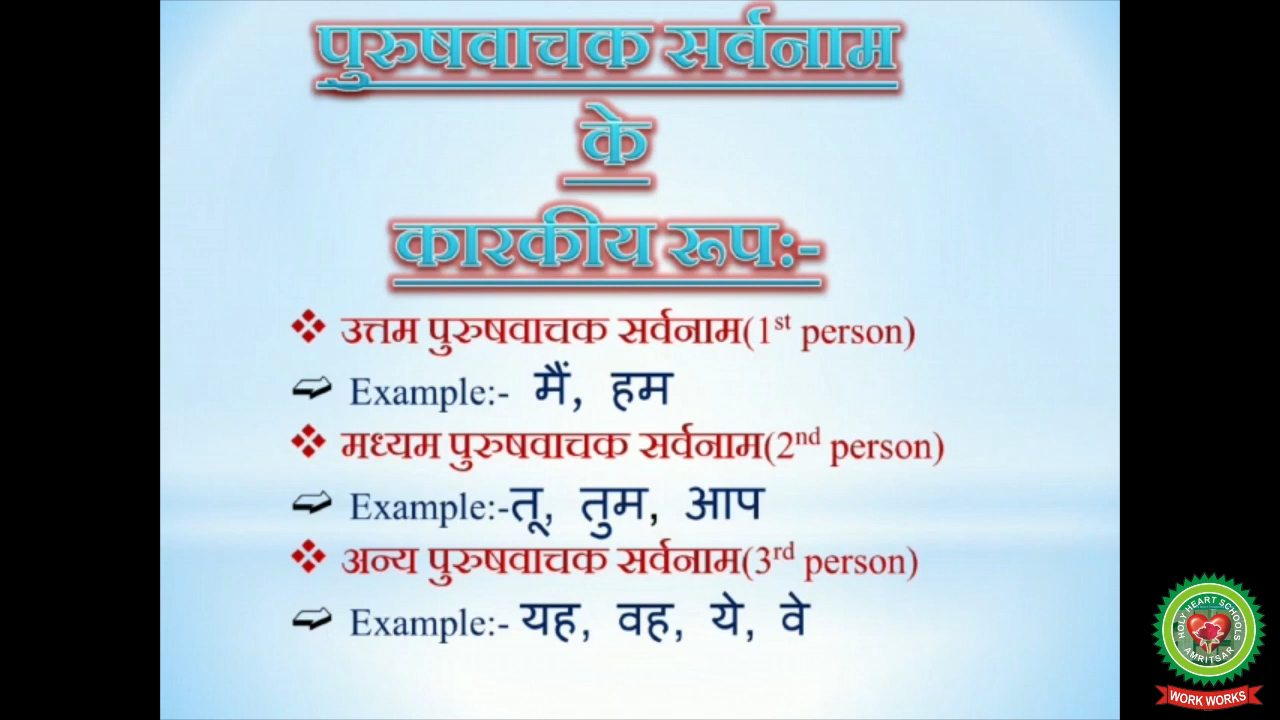 पुरुषवाचक सर्वनाम
के
कारकीय रूप:-
❖ उत्तम पुरुषवाचक सर्वनाम(1st person)
➫ Example:- मैं, हम
❖ मध्यम पुरुषवाचक सर्वनाम(2nd person)
➫ Example:-तू, तुम, आप
❖ अन्य पुरुषवाचक सर्वनाम(3rd person)
➫ Example:- यह, वह, ये, वे
HOLY HEART SCHOOLS
AMRITSAR
WORK WORKS